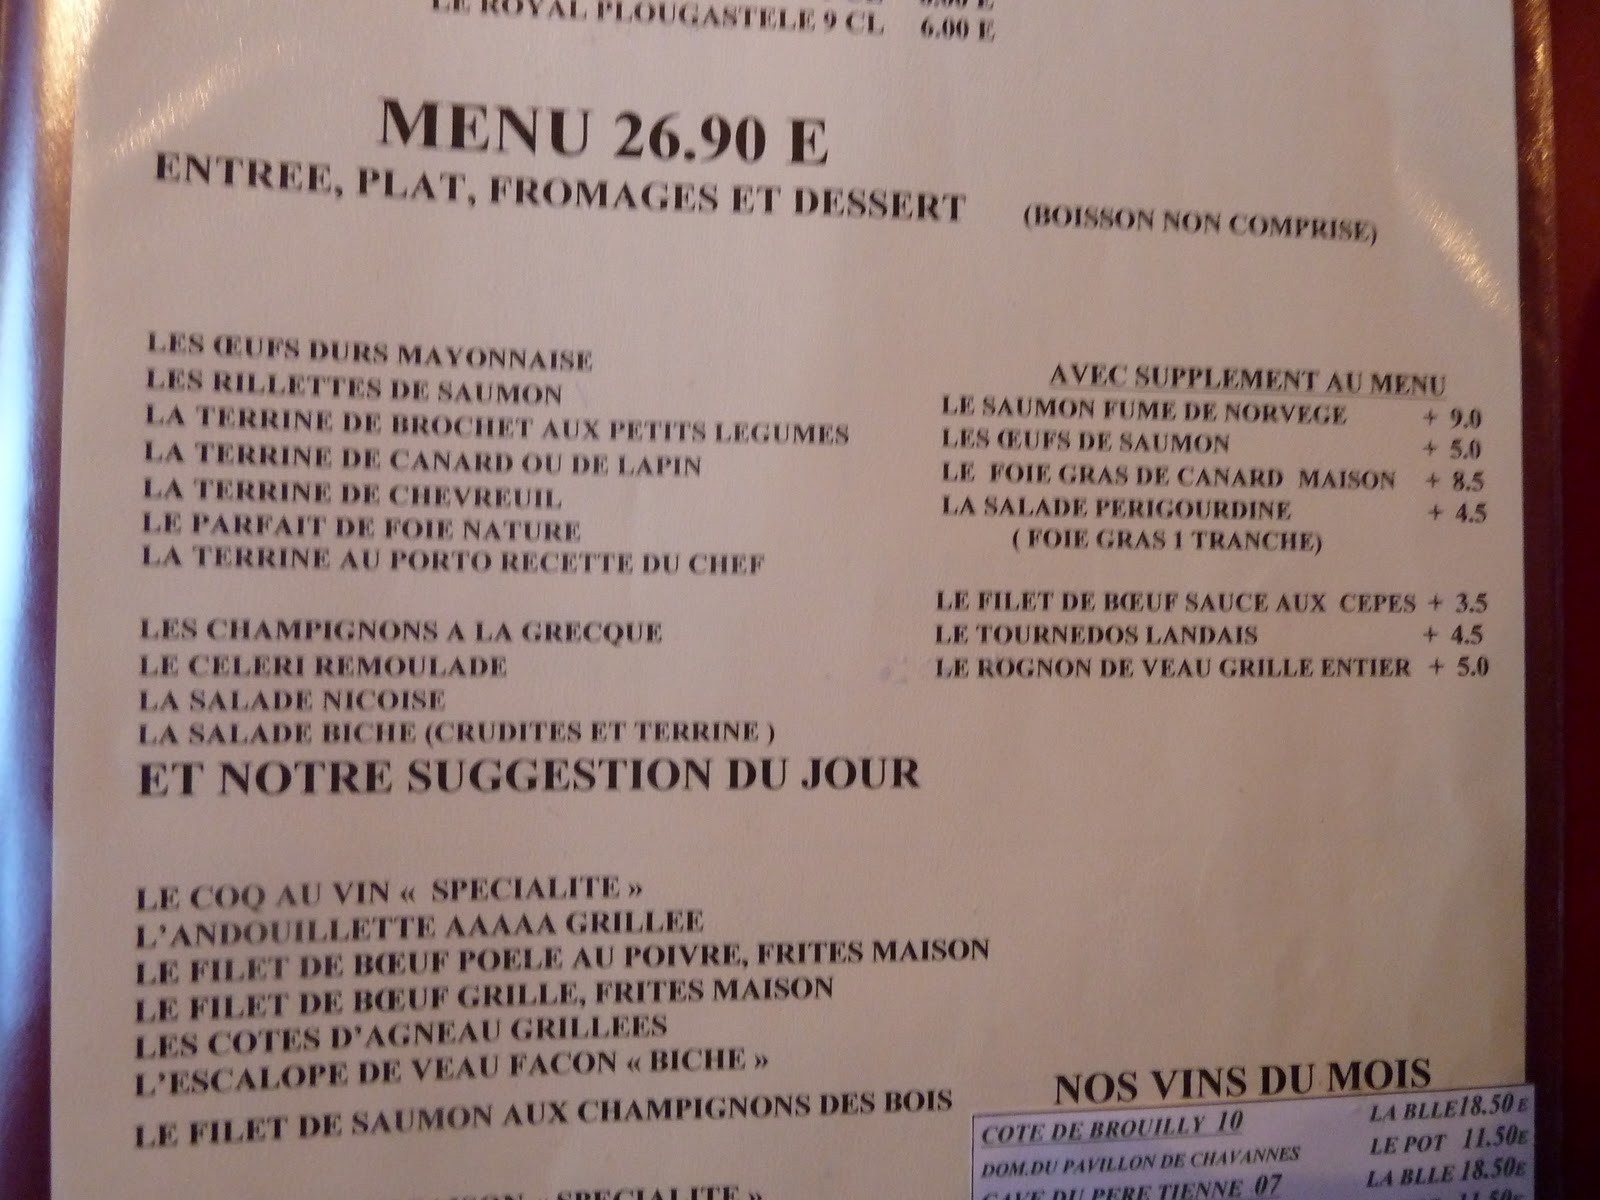 LE ROYAL PLOUGASTELE 9 CL 6.00 E
MENU 26.90 E
ENTREE, PLAT, FROMAGES ET DESSERT (BOISSON NON COMPRISE)
LES ŒUFS DURS MAYONNAISE
LES RILLETTES DE SAUMON
LA TERRINE DE BROCHET AUX PETITS LEGUMES
LA TERRINE DE CANARD OU DE LAPIN
LA TERRINE DE CHEVREUIL
LE PARFAIT DE FOIE NATURE
LA TERRINE AU PORTO RECETTE DU CHEF
LES CHAMPIGNONS A LA GRECQUE
LE CELERI REMOULADE
LA SALADE NICOISE
LA SALADE BICHE (CRUDITES ET TERRINE )
ET NOTRE SUGGESTION DU JOUR
AVEC SUPPLEMENT AU MENU
LE SAUMON FUME DE NORVEGE + 9.0
LES ŒUFS DE SAUMON + 5.0
LE FOIE GRAS DE CANARD MAISON + 8.5
LA SALADE PERIGOURDINE + 4.5
( FOIE GRAS 1 TRANCHE)
LE FILET DE BŒUF SAUCE AUX CEPES + 3.5
LE TOURNEDOS LANDAIS + 4.5
LE ROGNON DE VEAU GRILLE ENTIER + 5.0
LE COQ AU VIN « SPECIALITE »
L'ANDOUILLETTE AAAAA GRILLEE
LE FILET DE BŒUF POELE AU POIVRE, FRITES MAISON
LE FILET DE BŒUF GRILLE, FRITES MAISON
LES COTES D'AGNEAU GRILLEES
L'ESCALOPE DE VEAU FACON « BICHE »
LE FILET DE SAUMON AUX CHAMPIGNONS DES BOIS
« SPECIALITE »
NOS VINS DU MOIS
COTE DE BROUILLY 10 LA BLLE 18.50 E
DOM.DU PAVILLON DE CHAVANNES LE POT 11.50E
CAVE DU PERE TIENNE 07 LA BLLE 18.50E